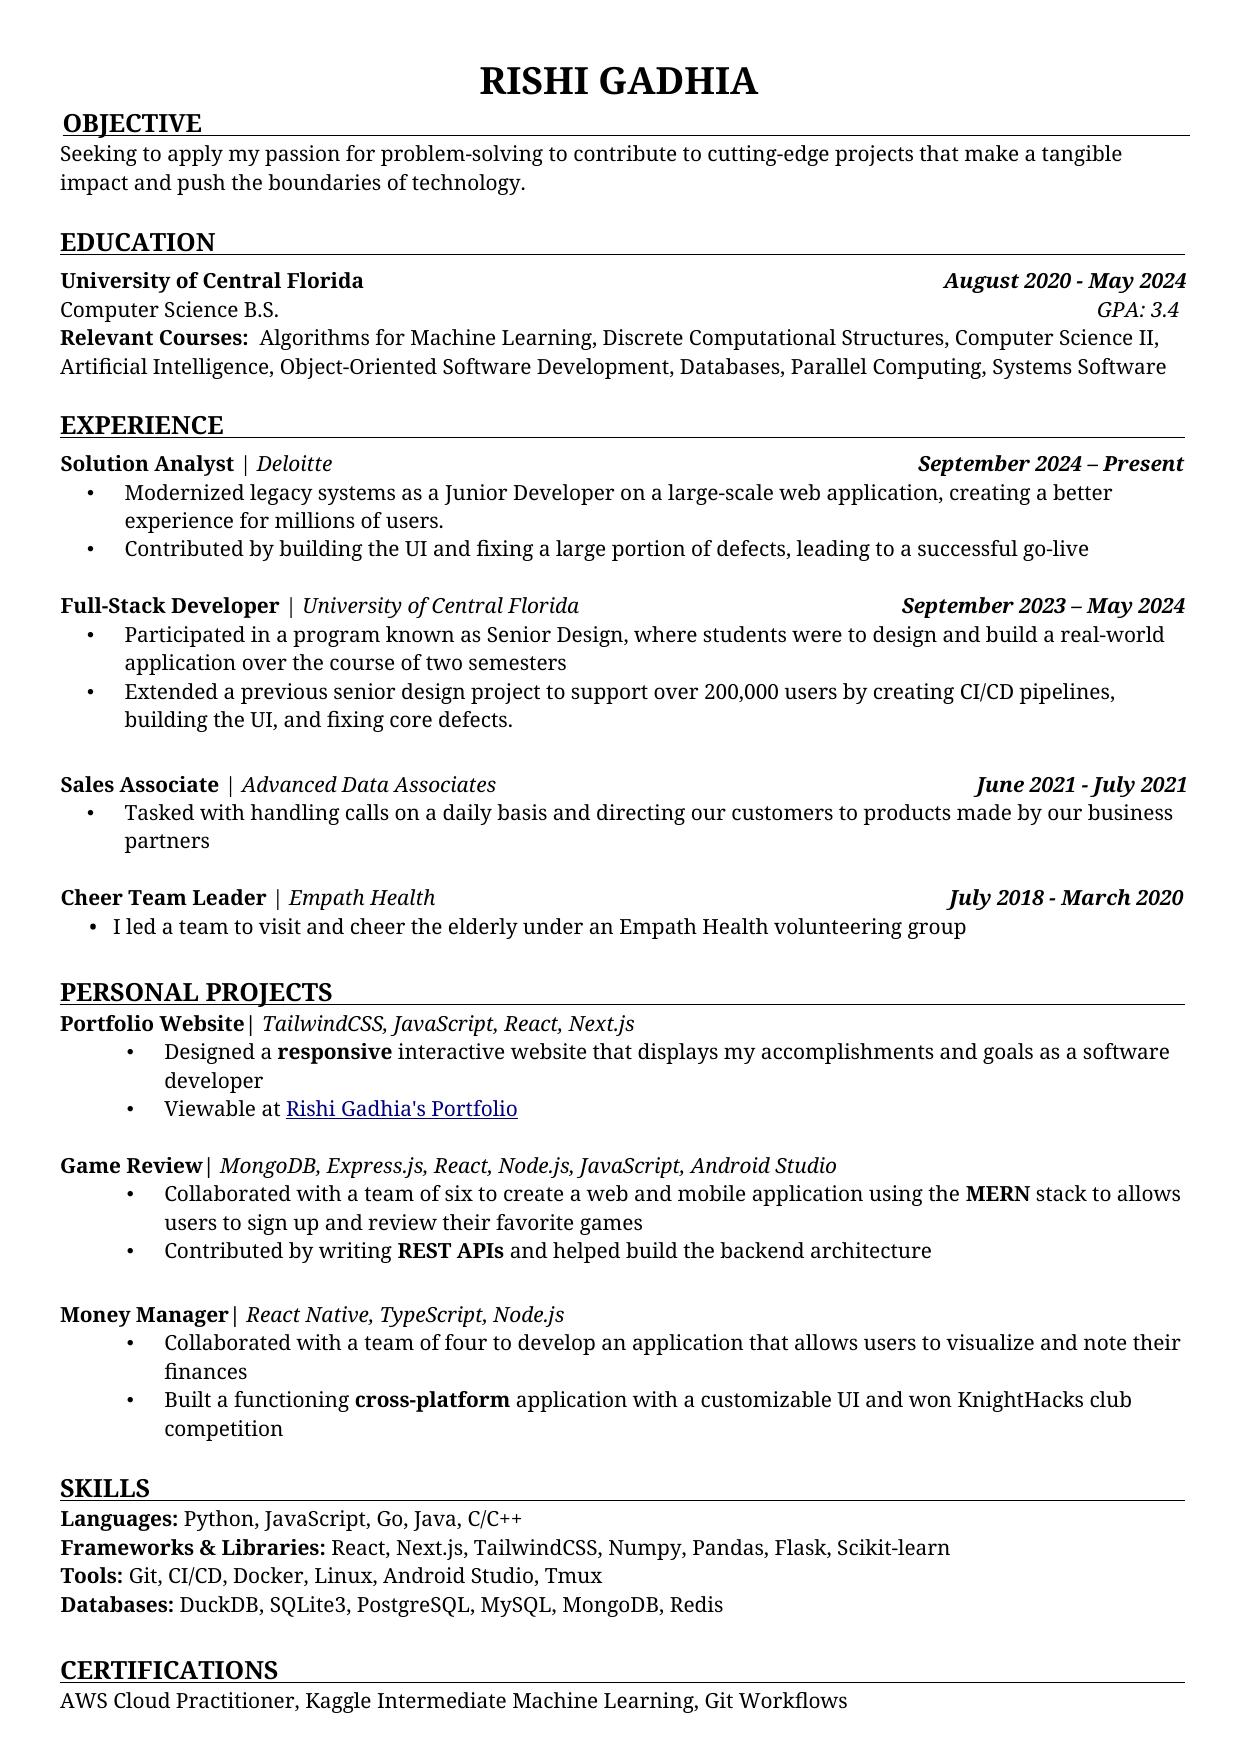 RISHI GADHIA
OBJECTIVE
Seeking to apply my passion for problem-solving to contribute to cutting-edge projects that make a tangible
impact and push the boundaries of technology.
EDUCATION
University of Central Florida August 2020 - May 2024
Computer Science B.S. GPA: 3.4
Relevant Courses: Algorithms for Machine Learning, Discrete Computational Structures, Computer Science II,
Artificial Intelligence, Object-Oriented Software Development, Databases, Parallel Computing, Systems Software
EXPERIENCE
Solution Analyst | Deloitte September 2024 – Present
• Modernized legacy systems as a Junior Developer on a large-scale web application, creating a better
experience for millions of users.
• Contributed by building the UI and fixing a large portion of defects, leading to a successful go-live
Full-Stack Developer | University of Central Florida September 2023 – May 2024
• Participated in a program known as Senior Design, where students were to design and build a real-world
application over the course of two semesters
• Extended a previous senior design project to support over 200,000 users by creating CI/CD pipelines,
building the UI, and fixing core defects.
Sales Associate | Advanced Data Associates June 2021 - July 2021
• Tasked with handling calls on a daily basis and directing our customers to products made by our business
partners
Cheer Team Leader | Empath Health July 2018 - March 2020
• I led a team to visit and cheer the elderly under an Empath Health volunteering group
PERSONAL PROJECTS
Portfolio Website| TailwindCSS, JavaScript, React, Next.js
• Designed a responsive interactive website that displays my accomplishments and goals as a software
developer
• Viewable at Rishi Gadhia's Portfolio
Game Review| MongoDB, Express.js, React, Node.js, JavaScript, Android Studio
• Collaborated with a team of six to create a web and mobile application using the MERN stack to allows
users to sign up and review their favorite games
• Contributed by writing REST APIs and helped build the backend architecture
Money Manager| React Native, TypeScript, Node.js
• Collaborated with a team of four to develop an application that allows users to visualize and note their
finances
• Built a functioning cross-platform application with a customizable UI and won KnightHacks club
competition
SKILLS
Languages: Python, JavaScript, Go, Java, C/C++
Frameworks & Libraries: React, Next.js, TailwindCSS, Numpy, Pandas, Flask, Scikit-learn
Tools: Git, CI/CD, Docker, Linux, Android Studio, Tmux
Databases: DuckDB, SQLite3, PostgreSQL, MySQL, MongoDB, Redis
CERTIFICATIONS
AWS Cloud Practitioner, Kaggle Intermediate Machine Learning, Git Workflows